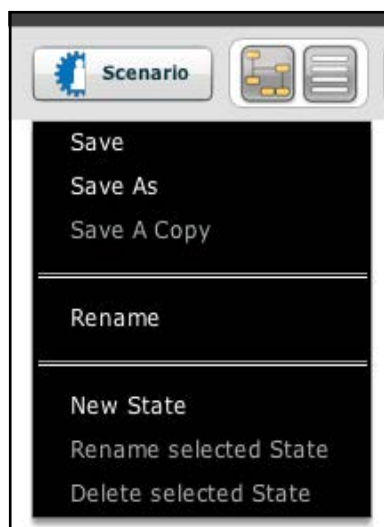 Scenario
Save
Save As
Save A Copy
Rename
New State
Rename selected State
Delete selected State